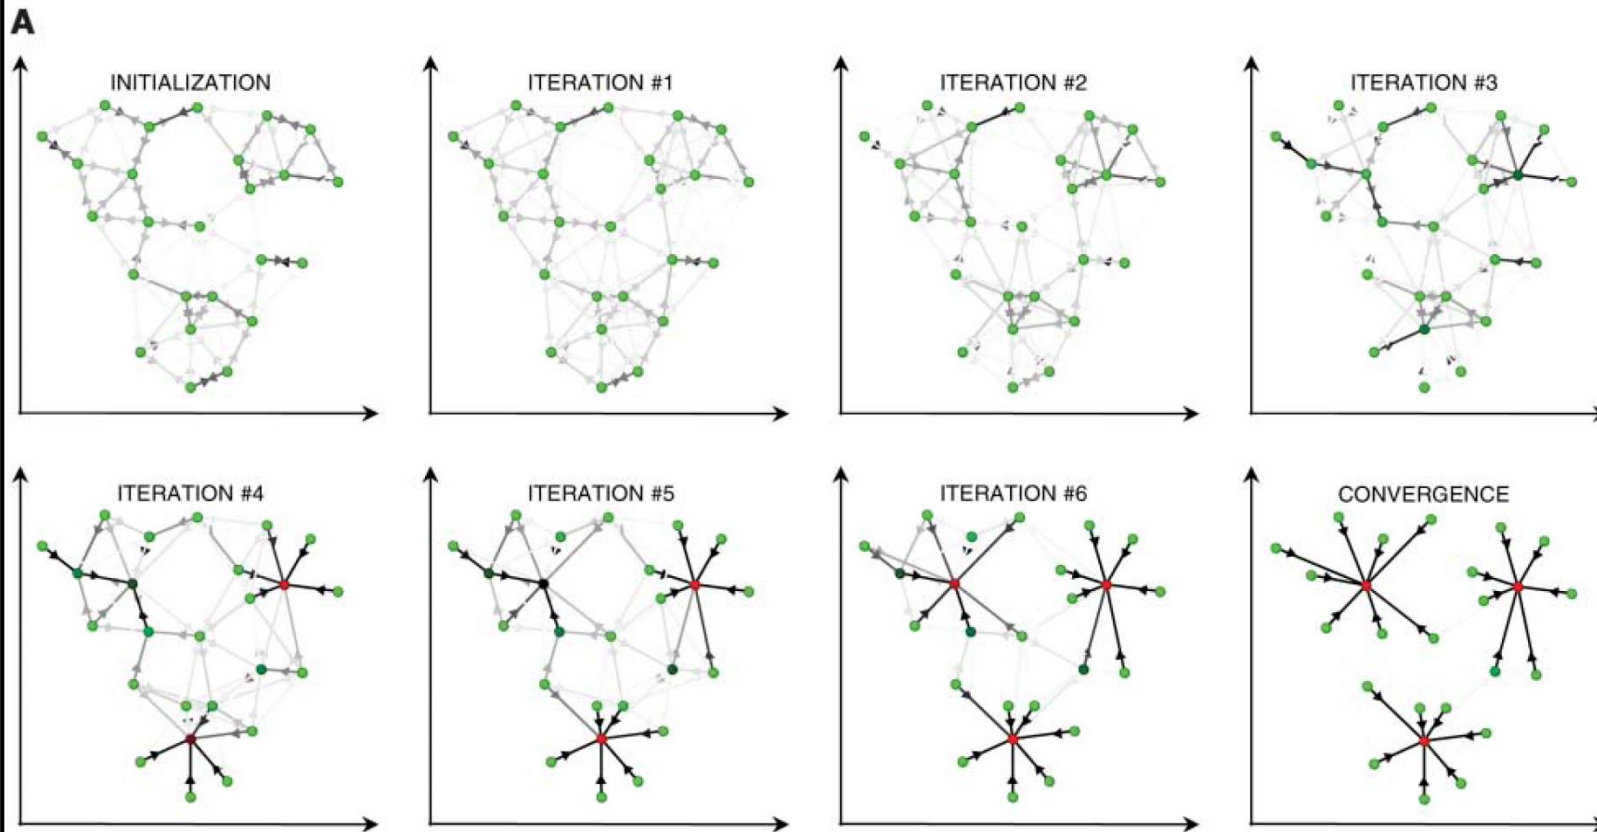 A
INITIALIZATION
ITERATION #1
ITERATION #2
ITERATION #3
ITERATION #4
ITERATION #5
ITERATION #6
CONVERGENCE